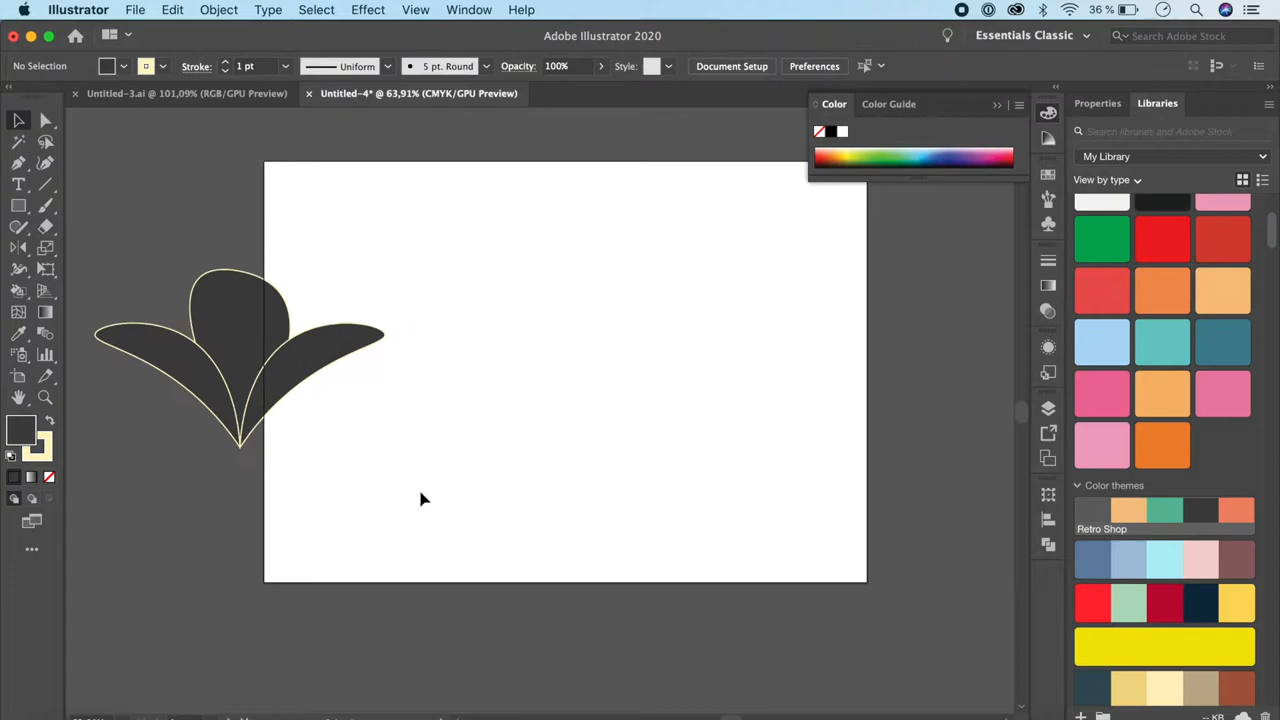 Illustrator File Edit Object Type Select Effect View Window Help 36 %
Adobe Illustrator 2020 Essentials Classic Search Adobe Stock
No Selection Stroke: 1 pt Uniform 5 pt. Round Opacity: 100% Style: Document Setup Preferences
× Untitled-3.ai @ 101,09% (RGB/GPU Preview) × Untitled-4* @ 63,91% (CMYK/GPU Preview)
Color Color Guide
Properties Libraries
Search libraries and Adobe Stock
My Library
View by type
Color themes
Retro Shop
-- KB